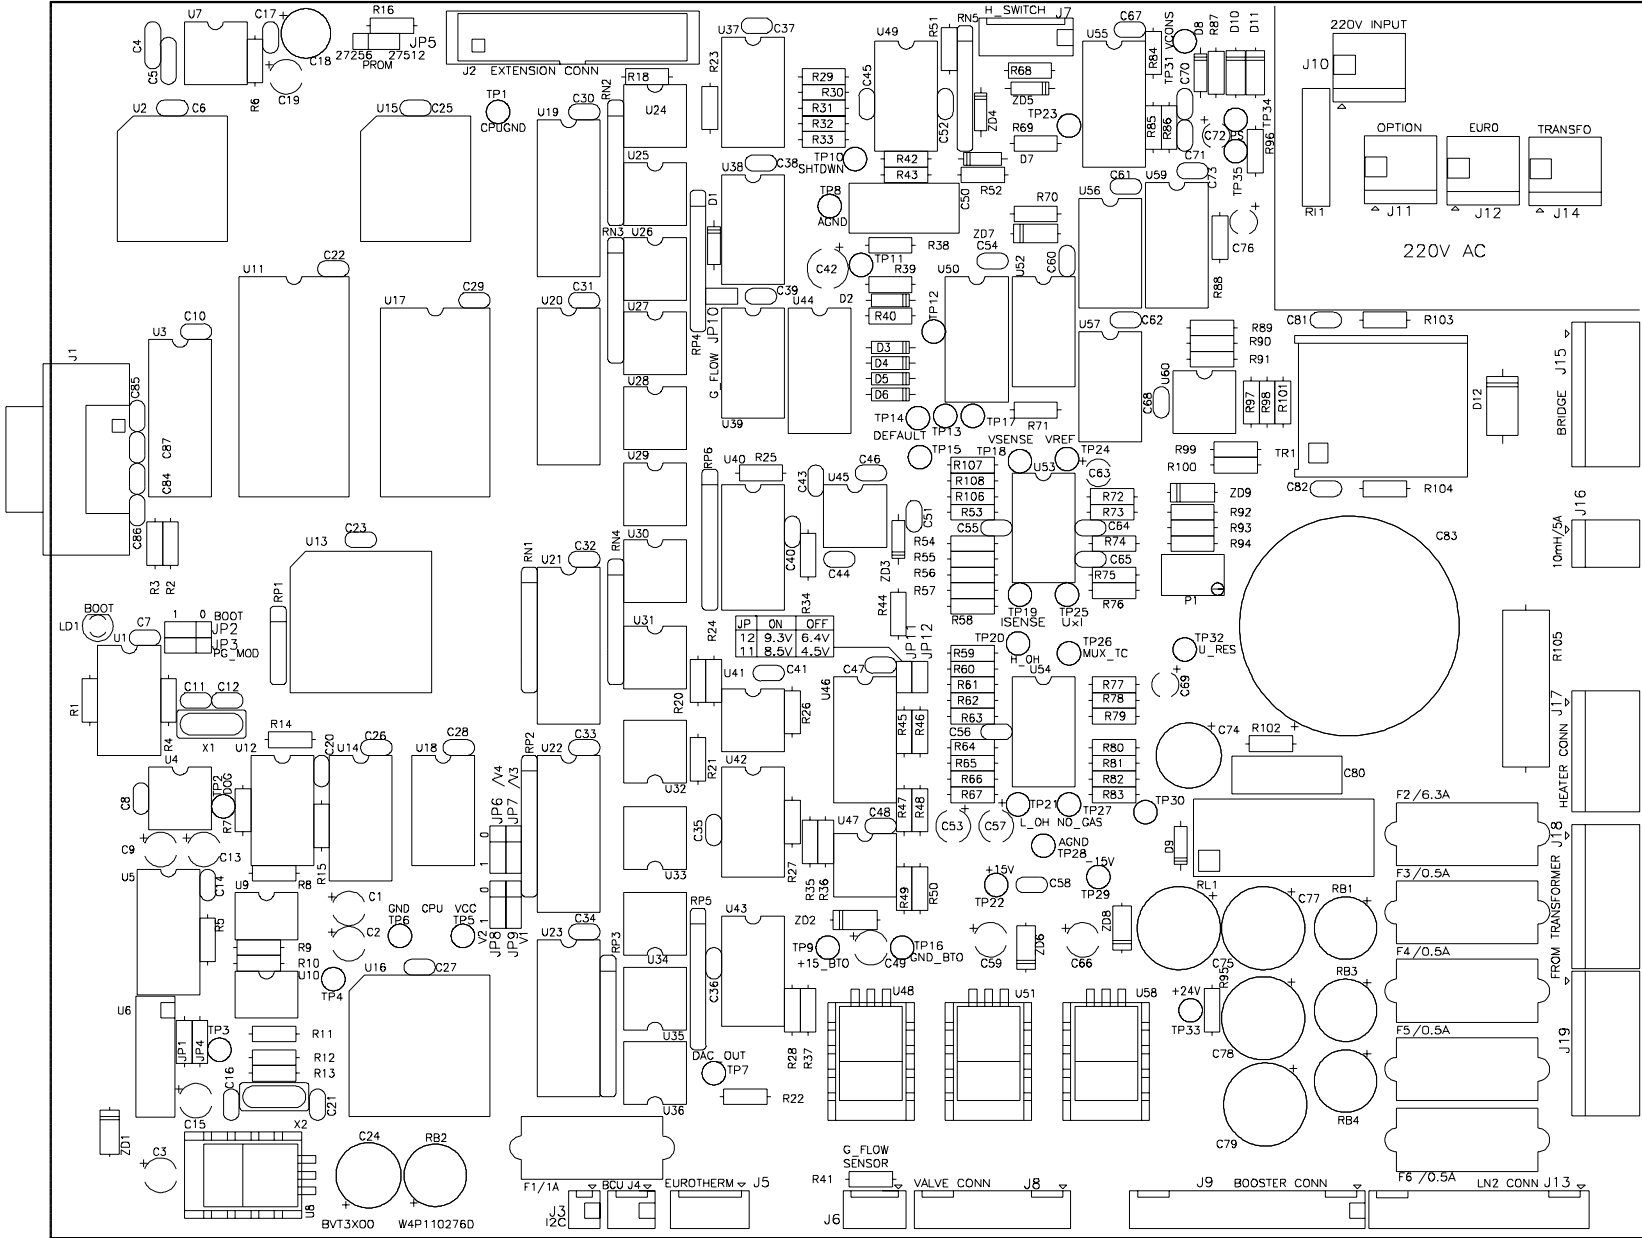 U7
C17
R16
JP5
27256 27512
PROM
C4
C5
C18
C19
R6
J2 EXTENSION CONN
U2
C6
U15
C25
TP1
CPUGND
U19
C30
RN2
R18
U24
U25
U26
RN3
U27
U28
U29
U37
C37
R23
R29
R30
R31
R32
R33
U38
C38
TP10
SHTDWN
TP8
AGND
D1
C42
C39
U44
JP10
G_FLOW
RP4
U39
U49
C45
C52
R51
RN5
H_SWITCH
J7
R68
ZD5
ZD4
R69
TP23
D7
R42
R43
R52
C50
R38
TP11
R39
D2
R40
D3
D4
D5
D6
TP12
U50
C54
U52
ZD7
R70
C60
U55
C67
R84
TP31 VCONS
D8
R87
D10
D11
C70
R85
R86
C72
TP34
TP35
R96
C71
C73
U59
C61
U56
C76
R88
C62
U57
R89
R90
R91
U60
C68
R97
R98
R101
R99
R100
220V INPUT
J10
RI1
OPTION
EURO
TRANSFO
J11
J12
J14
220V AC
C81
R103
TR1
D12
C82
R104
BRIDGE J15
J16
10mH/5A
C83
R105
U11
C22
U17
C29
U20
C31
U3
C10
J1
C85
C87
C84
C86
R3
R2
U13
C23
RP1
RN1
U21
C32
RN4
U30
U31
U32
U33
U34
U35
U36
TP14
DEFAULT
TP13
TP17
TP15
R71
VSENSE VREF
TP18
TP24
U53
C63
R107
R108
R106
R53
C55
R54
R55
R56
R57
R58
R72
R73
C64
R74
C65
R75
R76
ZD9
R92
R93
R94
P1
TP19
ISENSE
TP25
UxI
TP20
H_OH
TP26
MUX_TC
TP32
U_RES
U54
R59
R60
R61
R62
R63
C56
R64
R65
R66
R67
R77
R78
R79
R80
R81
R82
R83
C69
C74
R102
C80
U40
R25
RP6
C43
U45
C46
C40
R34
C44
C51
ZD3
R44
R24
JP ON OFF
12 9.3V 6.4V
11 8.5V 4.5V
JP11
JP12
C41
C47
U41
R20
R26
U46
R45
R46
R21
U42
R27
C35
R47
R48
C48
U47
R35
R36
R49
R50
BOOT
LD1
1 0
BOOT
JP2
JP3
PG_MOD
U1
C7
R1
R4
C11
C12
X1
U12
R14
C20
U14
C26
U18
C28
RP2
U22
C33
JP6 /V4
JP7 /V3
0
1
0
1
V2
JP8
JP9
V1
U4
C8
TP2
DOG
R7
C9
C13
R15
R8
U5
C14
R5
U9
R9
R10
U10
C1
C2
GND
TP6
CPU
VCC
TP5
TP4
U16
C27
U23
C34
RP3
U6
JP1
JP4
TP3
R11
R12
R13
C16
C15
X2
C21
ZD1
C3
U8
C24
RB2
BVT3X00
W4P110276D
F1/1A
J3
I2C
BCU J4
EUROTHERM J5
RP5
U43
C36
DAC_OUT
TP7
R22
R28
R37
ZD2
TP9
+15_BTO
C49
TP16
GND_BTO
C53
C57
TP21
L_OH
TP27
NO_GAS
AGND
TP28
TP30
+15V
TP22
C58
-15V
TP29
C59
ZD6
C66
ZD8
D9
RL1
C77
RB1
C75
RB3
+24V
TP33
R95
C78
RB4
C79
U48
U51
U58
G_FLOW
SENSOR
R41
J6
VALVE CONN J8
J9 BOOSTER CONN
LN2 CONN J13
F2/6.3A
F3/0.5A
F4/0.5A
F5/0.5A
F6 /0.5A
HEATER CONN J17
FROM TRANSFORMER J18
J19